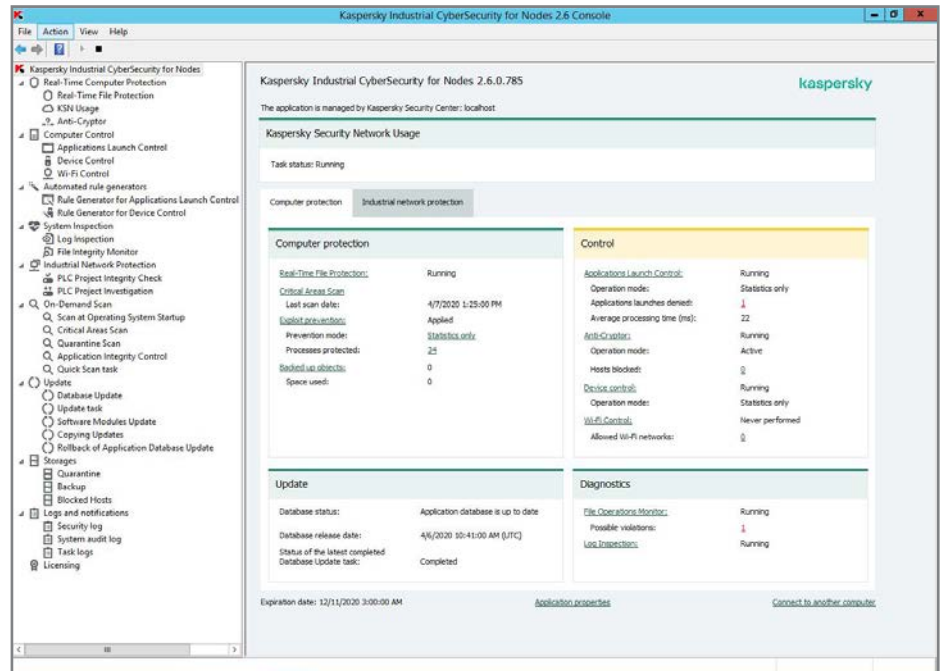 Kaspersky Industrial CyberSecurity for Nodes 2.6 Console
File Action View Help
Kaspersky Industrial CyberSecurity for Nodes
Real-Time Computer Protection
Real-Time File Protection
KSN Usage
Anti-Cryptor
Computer Control
Applications Launch Control
Device Control
Wi-Fi Control
Automated rule generators
Rule Generator for Applications Launch Control
Rule Generator for Device Control
System Inspection
Log Inspection
File Integrity Monitor
Industrial Network Protection
PLC Project Integrity Check
PLC Project Investigation
On-Demand Scan
Scan at Operating System Startup
Critical Areas Scan
Quarantine Scan
Application Integrity Control
Quick Scan task
Update
Database Update
Update task
Software Modules Update
Copying Updates
Rollback of Application Database Update
Storages
Quarantine
Backup
Blocked Hosts
Logs and notifications
Security log
System audit log
Task logs
Licensing
Kaspersky Industrial CyberSecurity for Nodes 2.6.0.785
kaspersky
The application is managed by Kaspersky Security Center: localhost
Kaspersky Security Network Usage
Task status: Running
Computer protection Industrial network protection
Computer protection
Real-Time File Protection: Running
Critical Areas Scan
Last scan date: 4/7/2020 1:25:00 PM
Exploit prevention: Applied
Prevention mode: Statistics only
Processes protected: 24
Backed up objects: 0
Space used: 0
Control
Applications Launch Control: Running
Operation mode: Statistics only
Applications launches denied: 1
Average processing time (ms): 22
Anti-Cryptor: Running
Operation mode: Active
Hosts blocked: 0
Device control: Running
Operation mode: Statistics only
Wi-Fi Control: Never performed
Allowed Wi-Fi networks: 0
Update
Database status: Application database is up to date
Database release date: 4/6/2020 10:41:00 AM (UTC)
Status of the latest completed
Database Update task: Completed
Diagnostics
File Operations Monitor: Running
Possible violations: 1
Log Inspection: Running
Expiration date: 12/11/2020 3:00:00 AM Application properties Connect to another computer